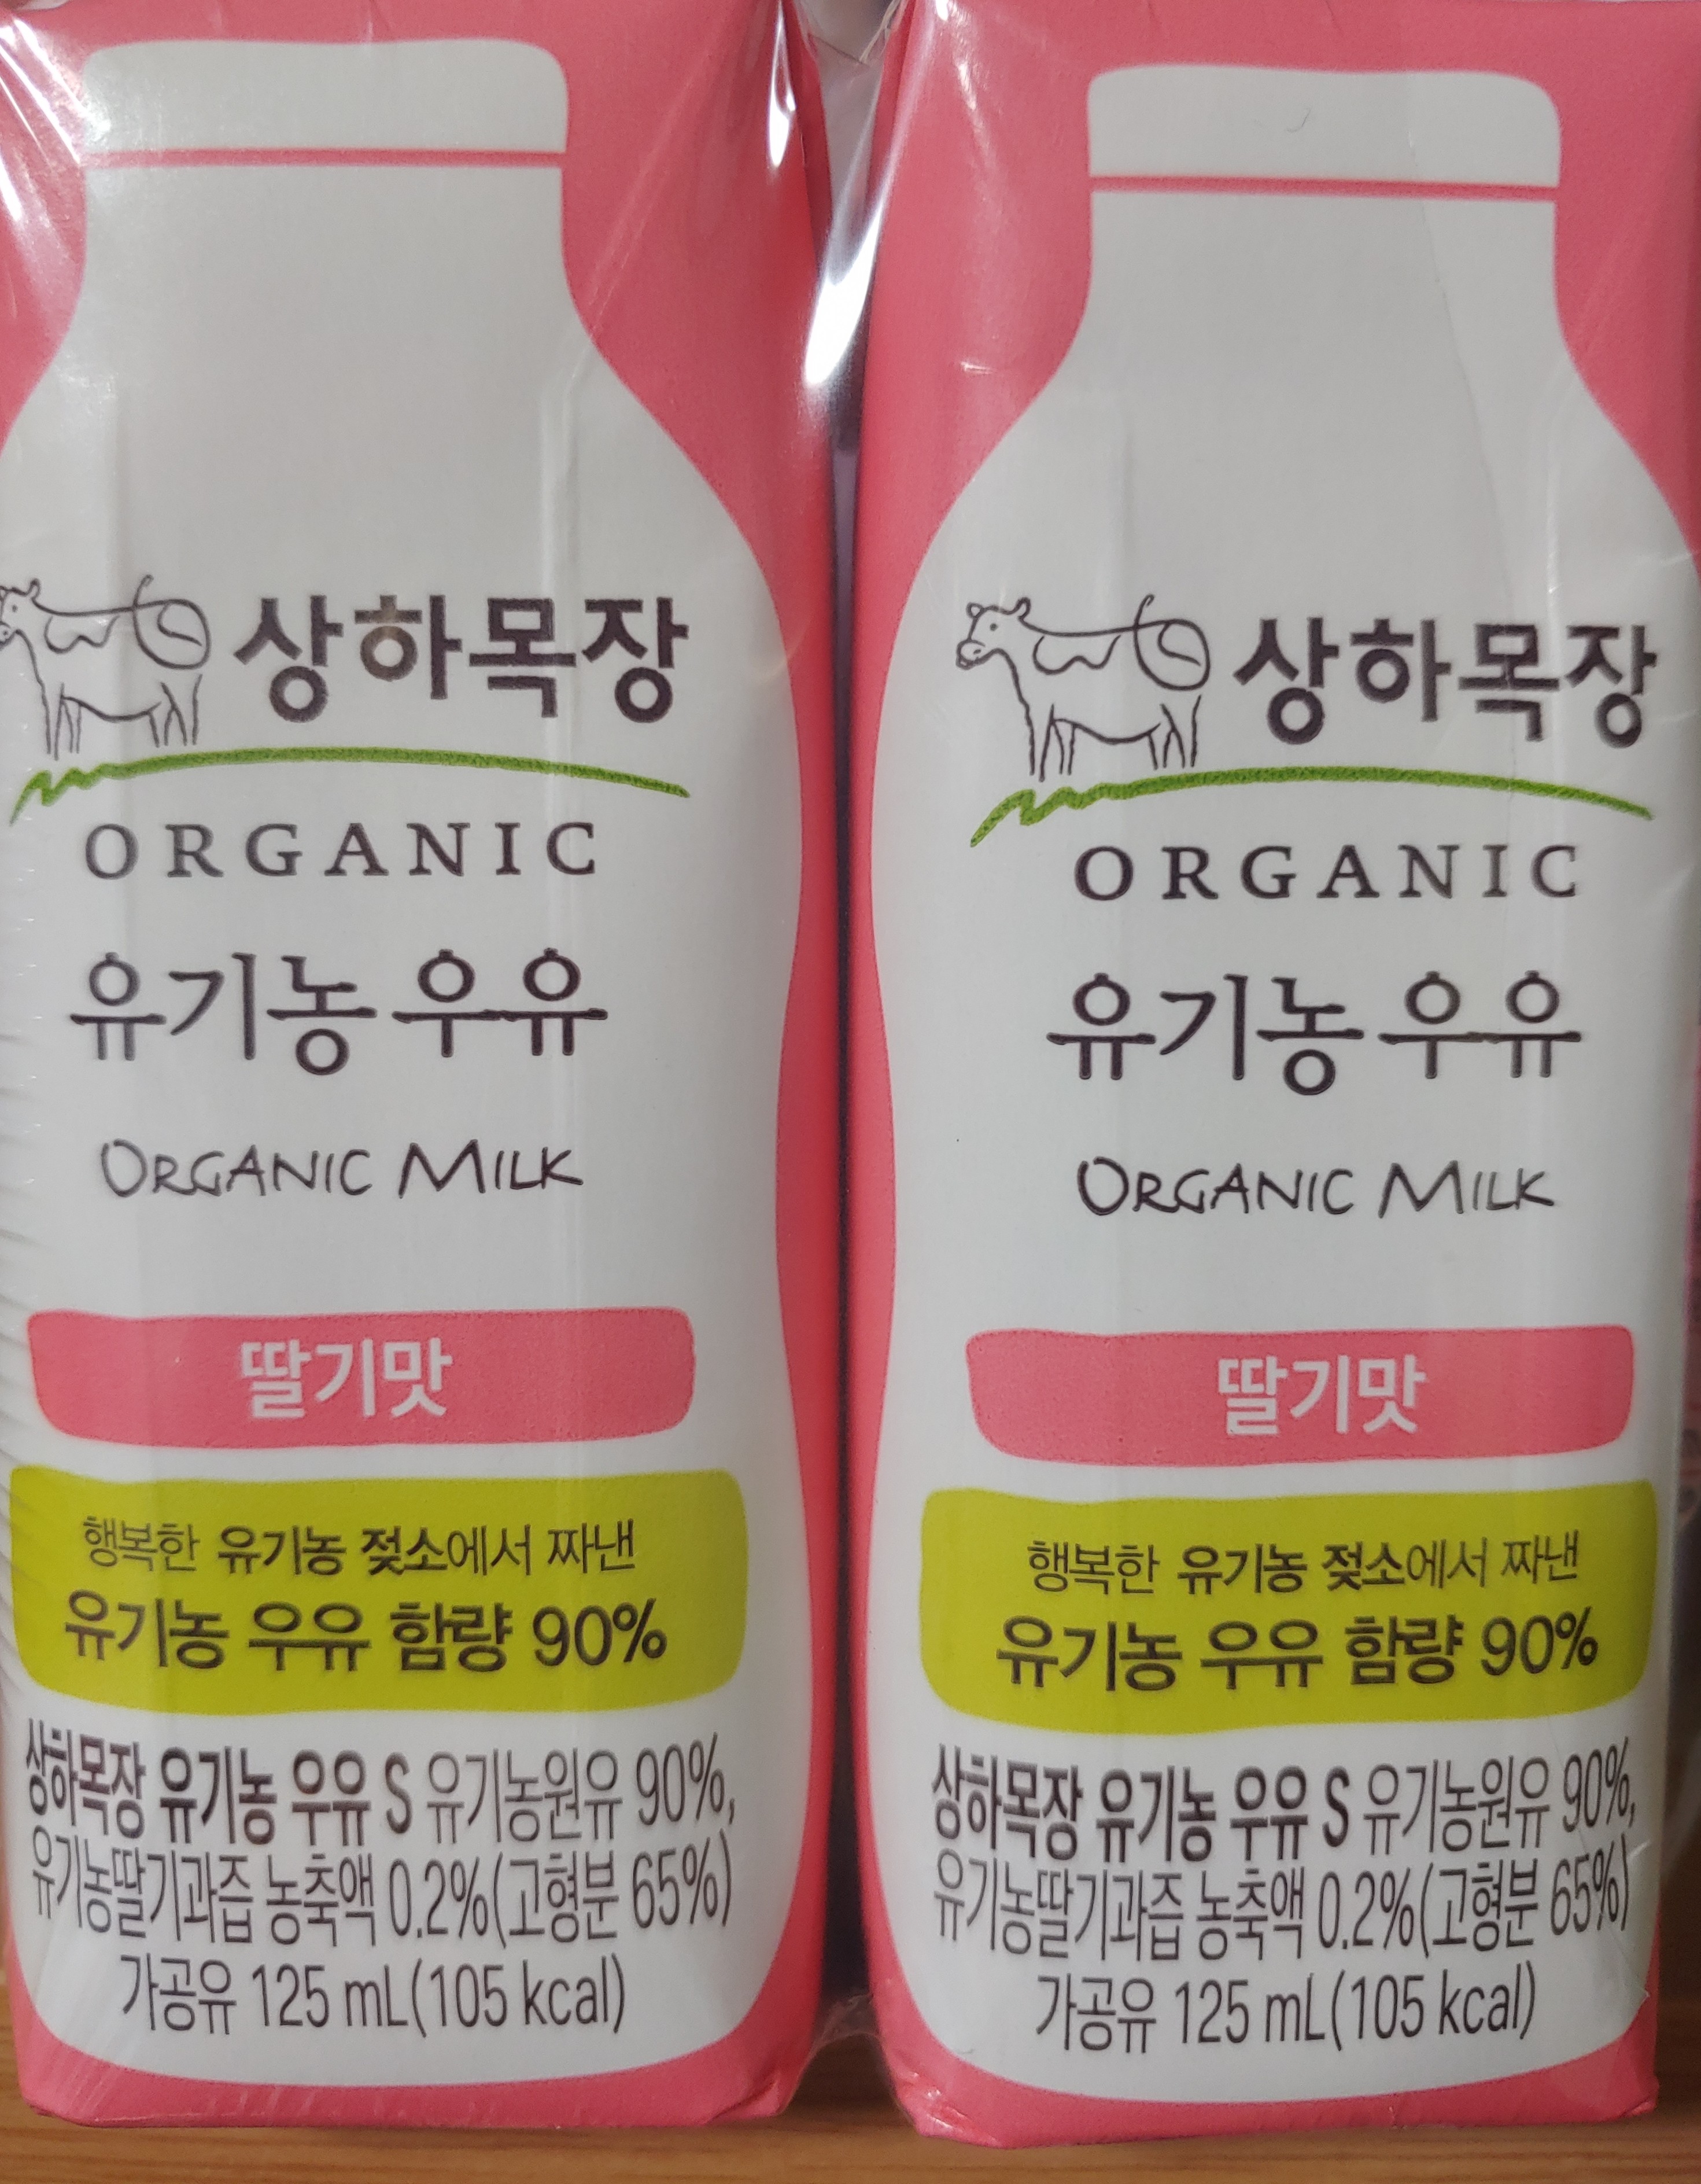 상하목장
ORGANIC
유기농 우유
ORGANIC MILK
딸기맛
행복한 유기농 젖소에서 짜낸
유기농 우유 함량 90%
상하목장 유기농 우유 S 유기농원유 90%,
유기농딸기과즙 농축액 0.2%(고형분 65%)
가공유 125 mL(105 kcal)
상하목장
ORGANIC
유기농 우유
ORGANIC MILK
딸기맛
행복한 유기농 젖소에서 짜낸
유기농 우유 함량 90%
상하목장 유기농 우유 S 유기농원유 90%,
유기농딸기과즙 농축액 0.2%(고형분 65%)
가공유 125 mL(105 kcal)